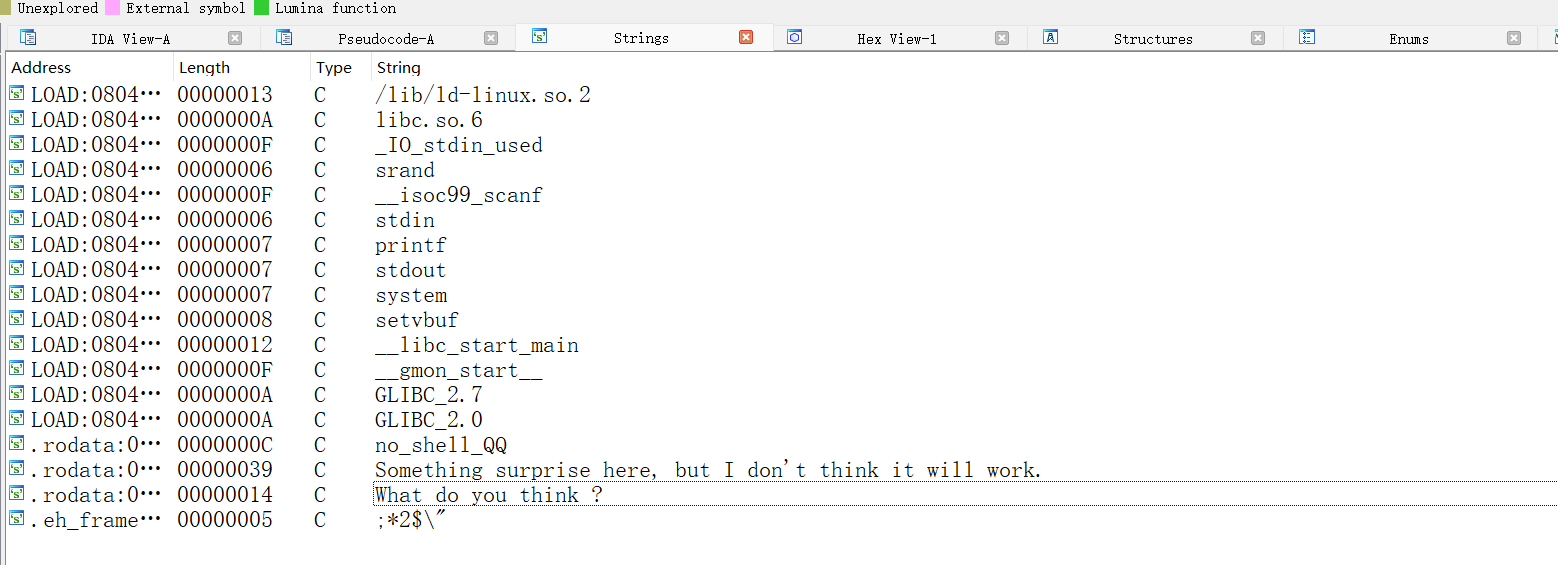 Unexplored External symbol Lumina function
IDA View-A Pseudocode-A Strings Hex View-1 Structures Enums
Address Length Type String
LOAD:0804··· 00000013 C /lib/ld-linux.so.2
LOAD:0804··· 0000000A C libc.so.6
LOAD:0804··· 0000000F C _IO_stdin_used
LOAD:0804··· 00000006 C srand
LOAD:0804··· 0000000F C __isoc99_scanf
LOAD:0804··· 00000006 C stdin
LOAD:0804··· 00000007 C printf
LOAD:0804··· 00000007 C stdout
LOAD:0804··· 00000007 C system
LOAD:0804··· 00000008 C setvbuf
LOAD:0804··· 00000012 C __libc_start_main
LOAD:0804··· 0000000F C __gmon_start__
LOAD:0804··· 0000000A C GLIBC_2.7
LOAD:0804··· 0000000A C GLIBC_2.0
.rodata:0··· 0000000C C no_shell_QQ
.rodata:0··· 00000039 C Something surprise here, but I don't think it will work.
.rodata:0··· 00000014 C What do you think ?
.eh_frame··· 00000005 C ;*2$\"